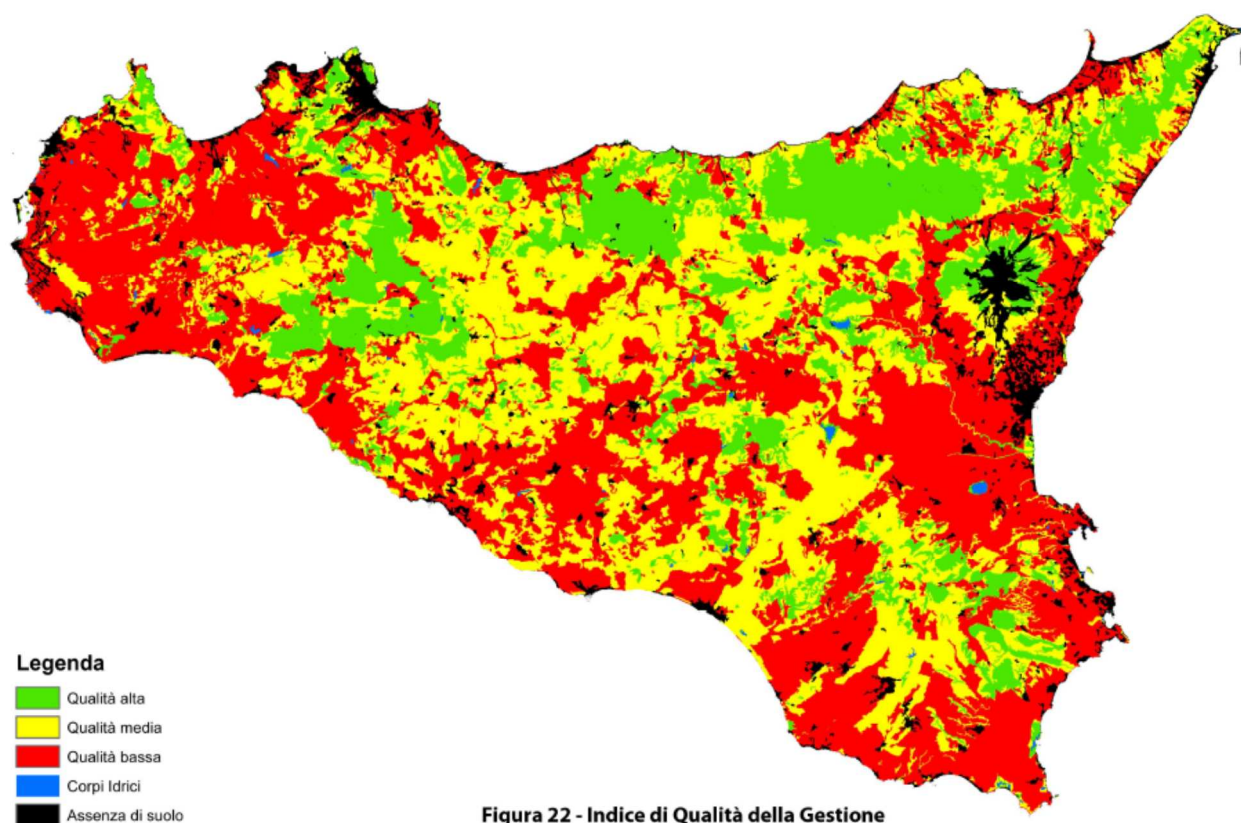 Legenda
Qualità alta
Qualità media
Qualità bassa
Corpi Idrici
Assenza di suolo
Figura 22 - Indice di Qualità della Gestione